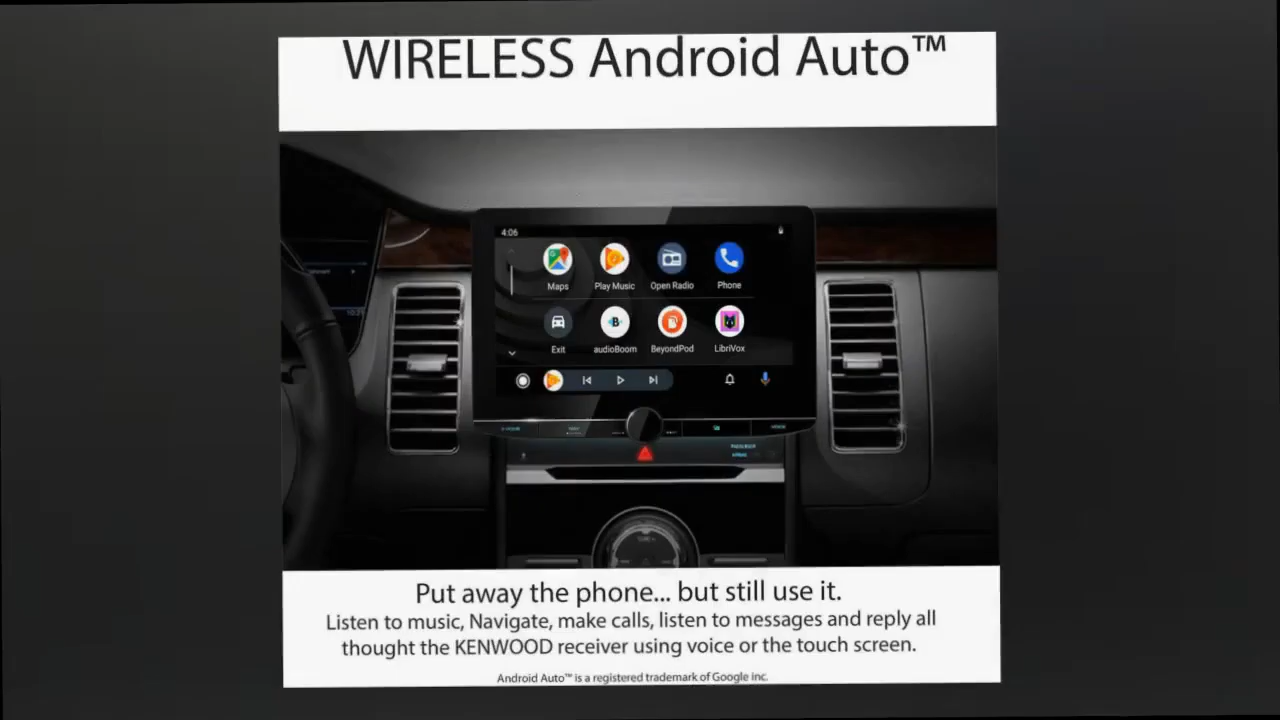 WIRELESS Android Auto™
4:06
Maps
Play Music
Open Radio
Phone
Exit
audioBoom
BeyondPod
LibriVox
Put away the phone... but still use it.
Listen to music, Navigate, make calls, listen to messages and reply all
thought the KENWOOD receiver using voice or the touch screen.
Android Auto™ is a registered trademark of Google inc.